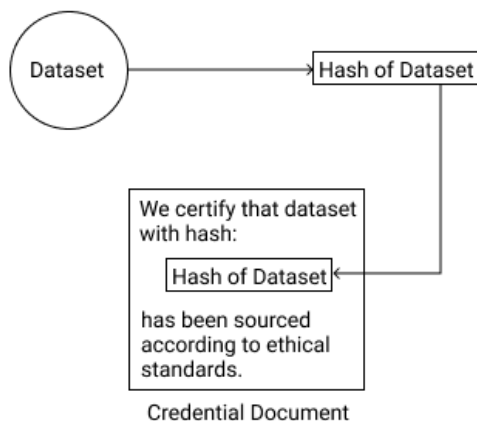 Dataset
Hash of Dataset
We certify that dataset
with hash:
Hash of Dataset
has been sourced
according to ethical
standards.
Credential Document